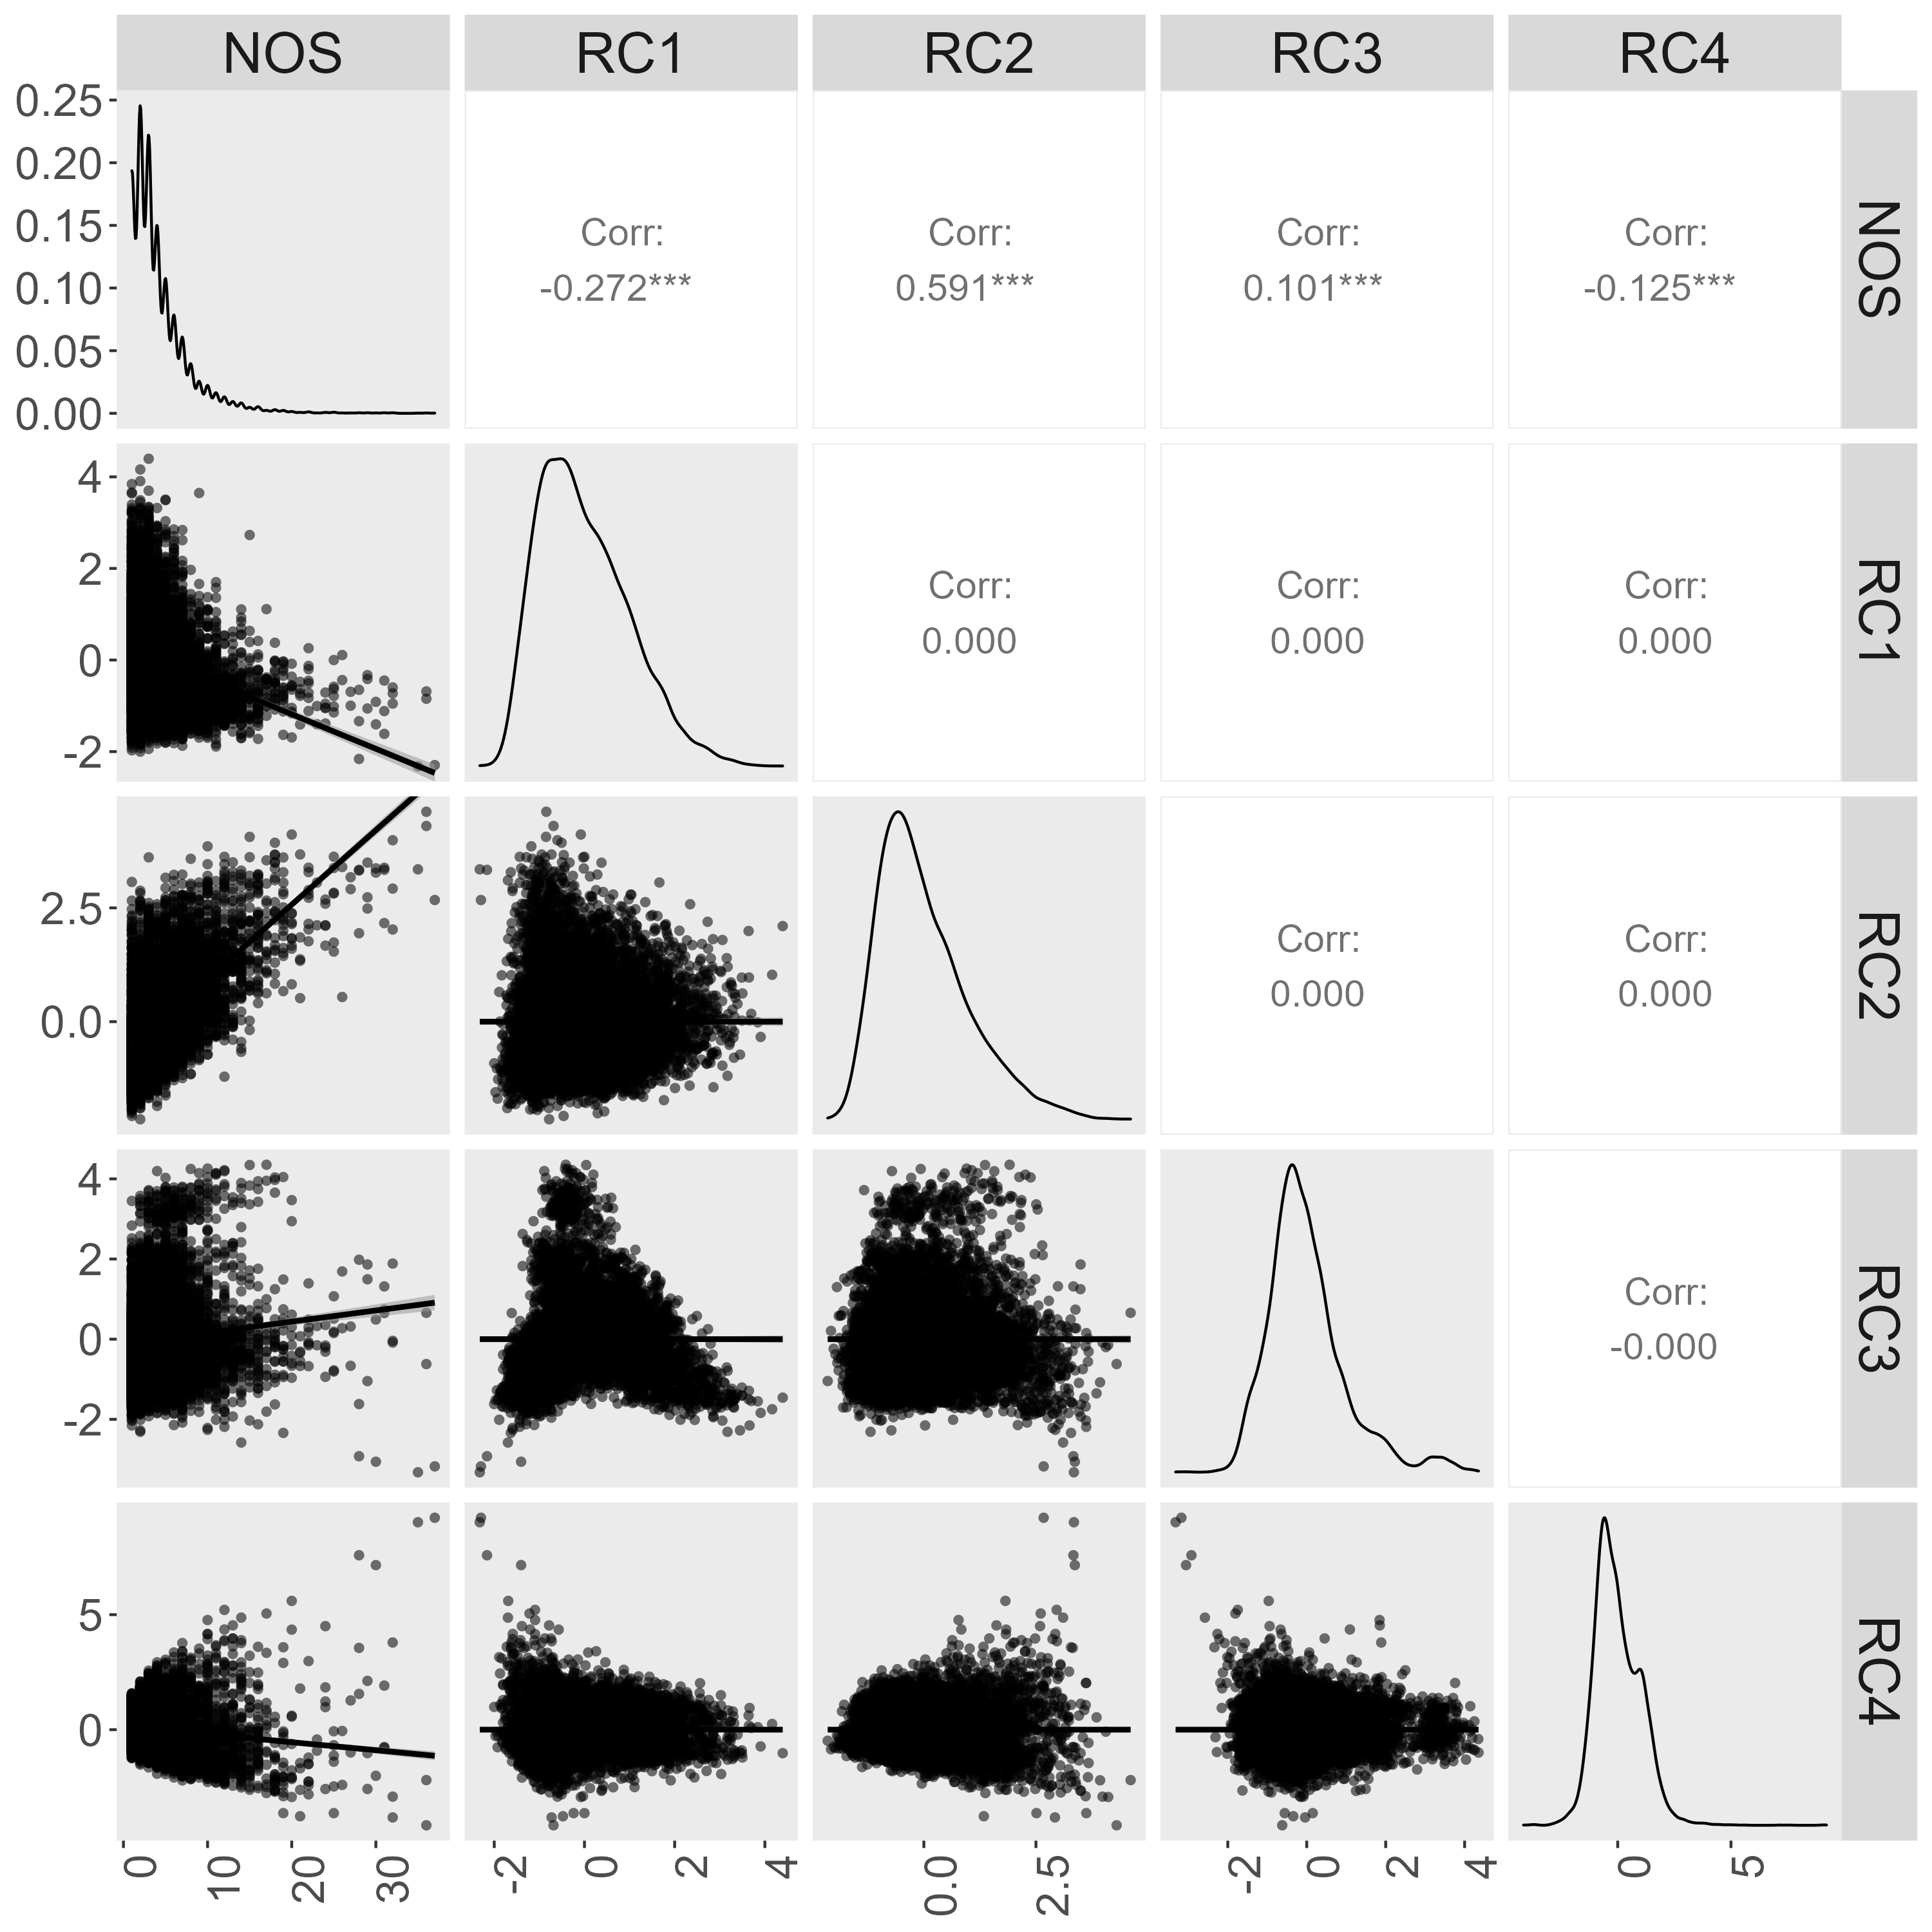 NOS RC1 RC2 RC3 RC4
0.25
0.20
0.15
0.10
0.05
0.00
Corr:
-0.272***
Corr:
0.591***
Corr:
0.101***
Corr:
-0.125***
NOS
4
2
0
-2
Corr:
0.000
Corr:
0.000
Corr:
0.000
RC1
2.5
0.0
Corr:
0.000
Corr:
0.000
RC2
4
2
0
-2
Corr:
-0.000
RC3
5
0
RC4
0 10 20 30
-2 0 2 4
0.0 2.5
-2 0 2 4
0 5